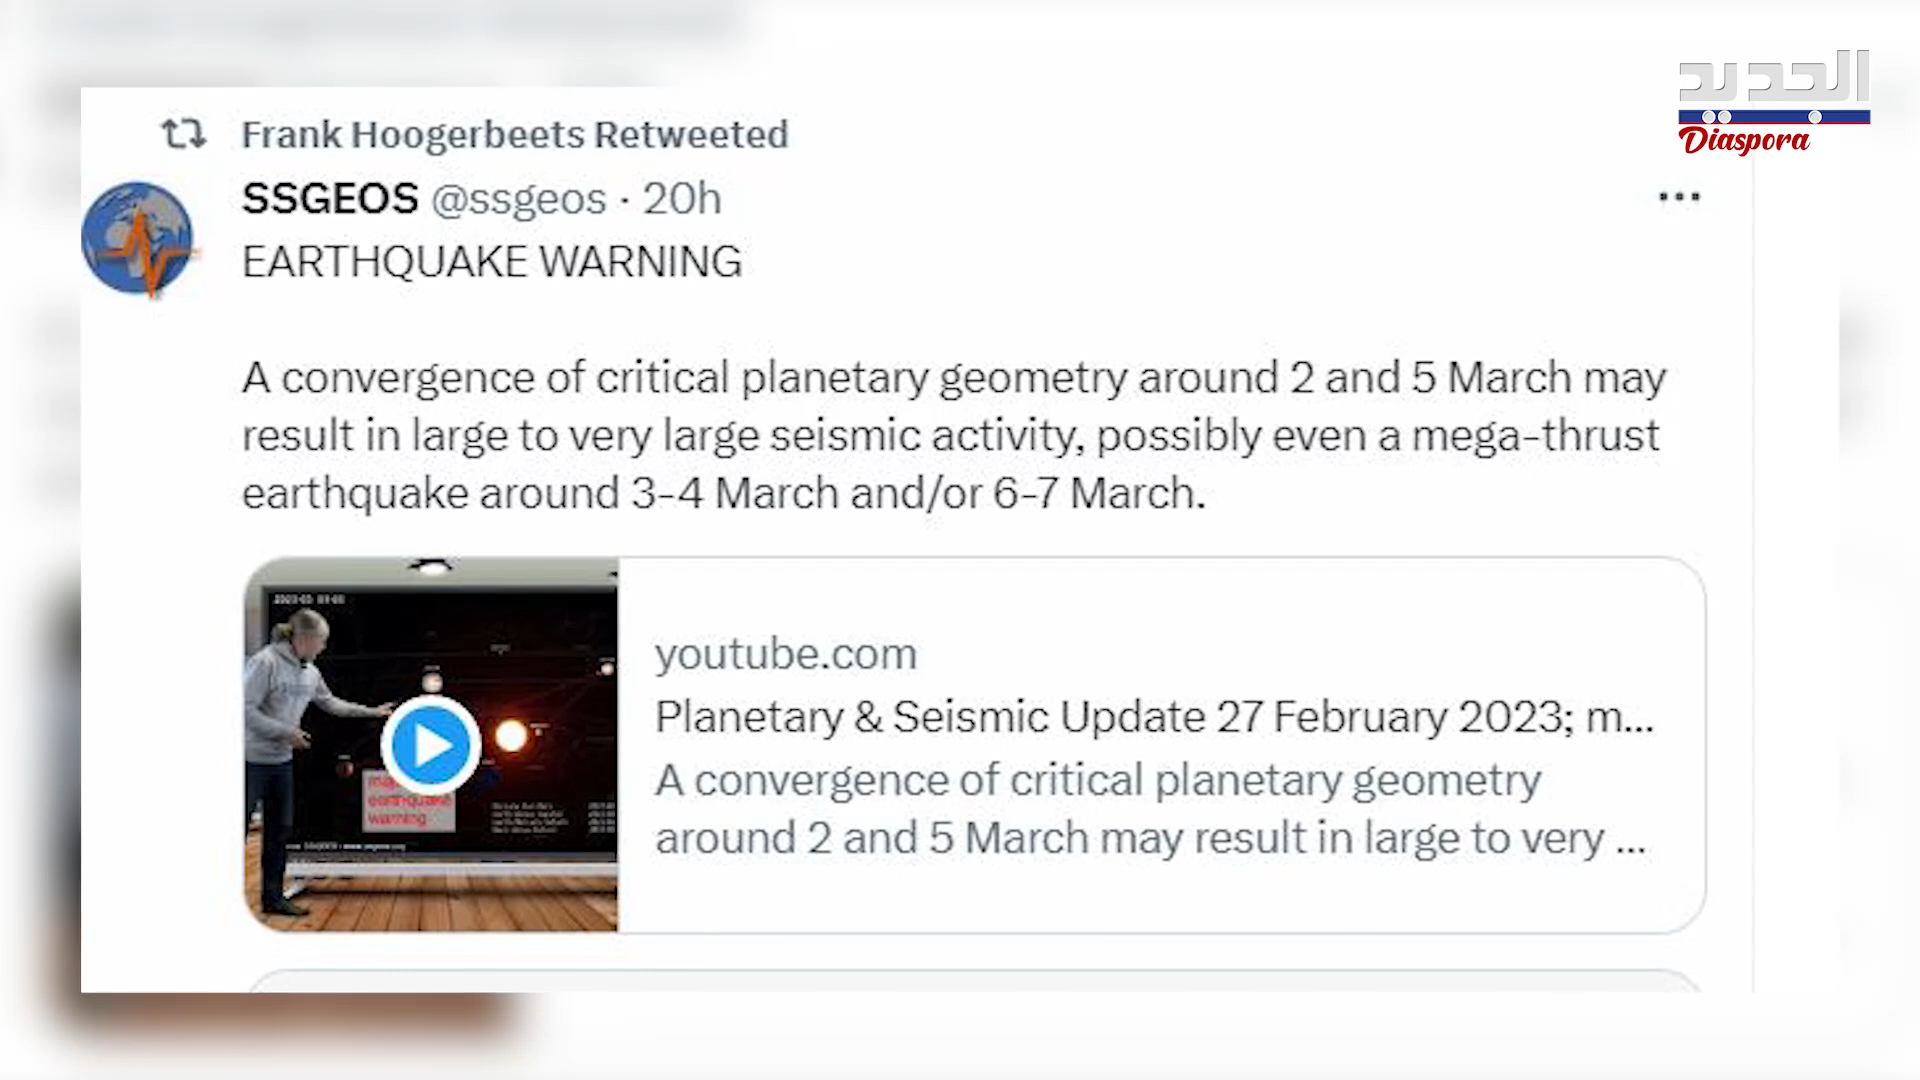 الجديد
Diaspora
Frank Hoogerbeets Retweeted
SSGEOS @ssgeos · 20h
EARTHQUAKE WARNING
A convergence of critical planetary geometry around 2 and 5 March may
result in large to very large seismic activity, possibly even a mega-thrust
earthquake around 3-4 March and/or 6-7 March.
earthquake
warning
youtube.com
Planetary & Seismic Update 27 February 2023; m...
A convergence of critical planetary geometry
around 2 and 5 March may result in large to very ...